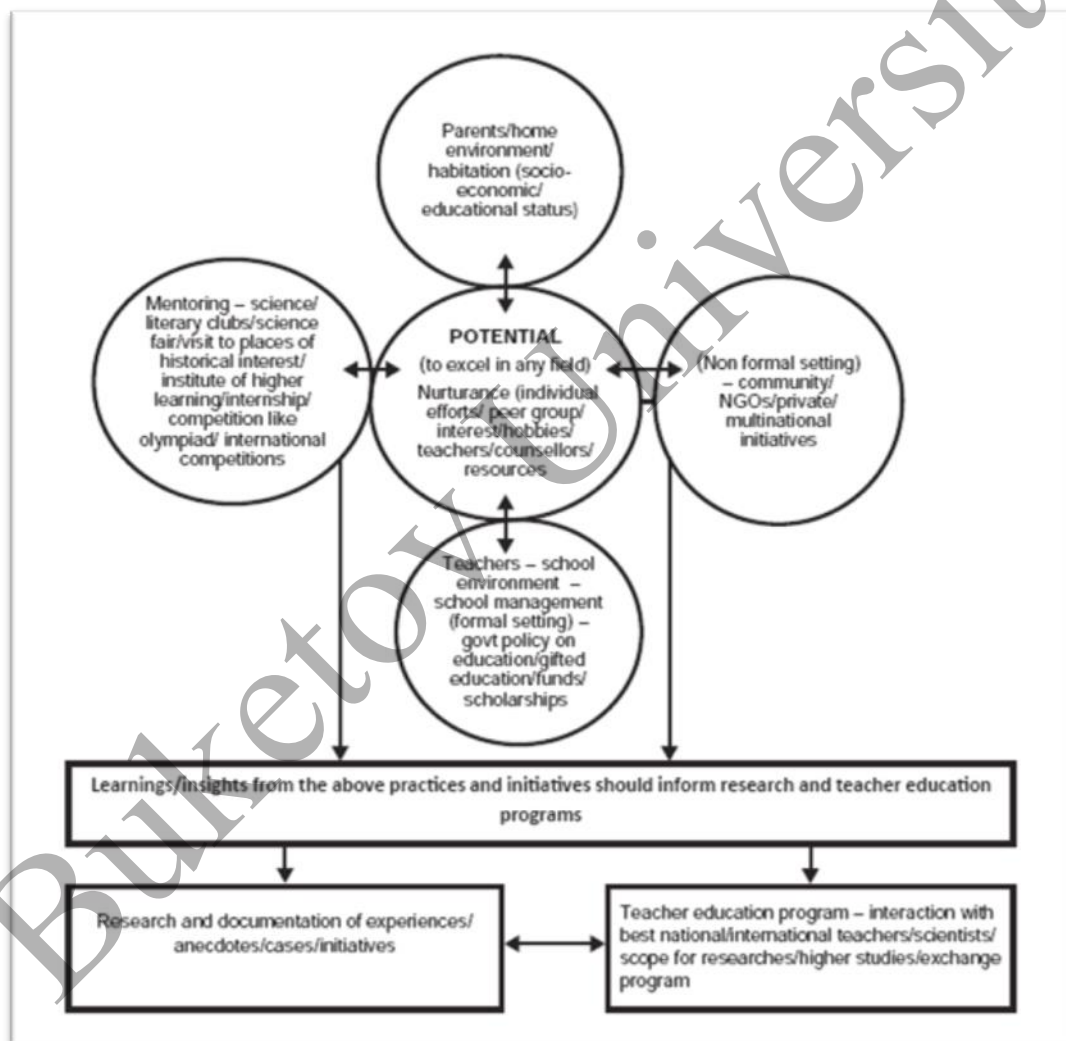 Parents/home
environment/
habitation (socio-
economic/
educational status)
Mentoring – science/
literary clubs/science
fair/visit to places of
historical interest/
institute of higher
learning/internship/
competition like
olympiad/ international
competitions
POTENTIAL
(to excel in any field)
Nurturance (individual
efforts/ peer group/
interest/hobbies/
teachers/counsellors/
resources
(Non formal setting)
– community/
NGOs/private/
multinational
initiatives
Teachers – school
environment –
school management
(formal setting) –
govt policy on
education/gifted
education/funds/
scholarships
Learnings/insights from the above practices and initiatives should inform research and teacher education
programs
Research and documentation of experiences/
anecdotes/cases/initiatives
Teacher education program – interaction with
best national/international teachers/scientists/
scope for researches/higher studies/exchange
program
Buketov Universit